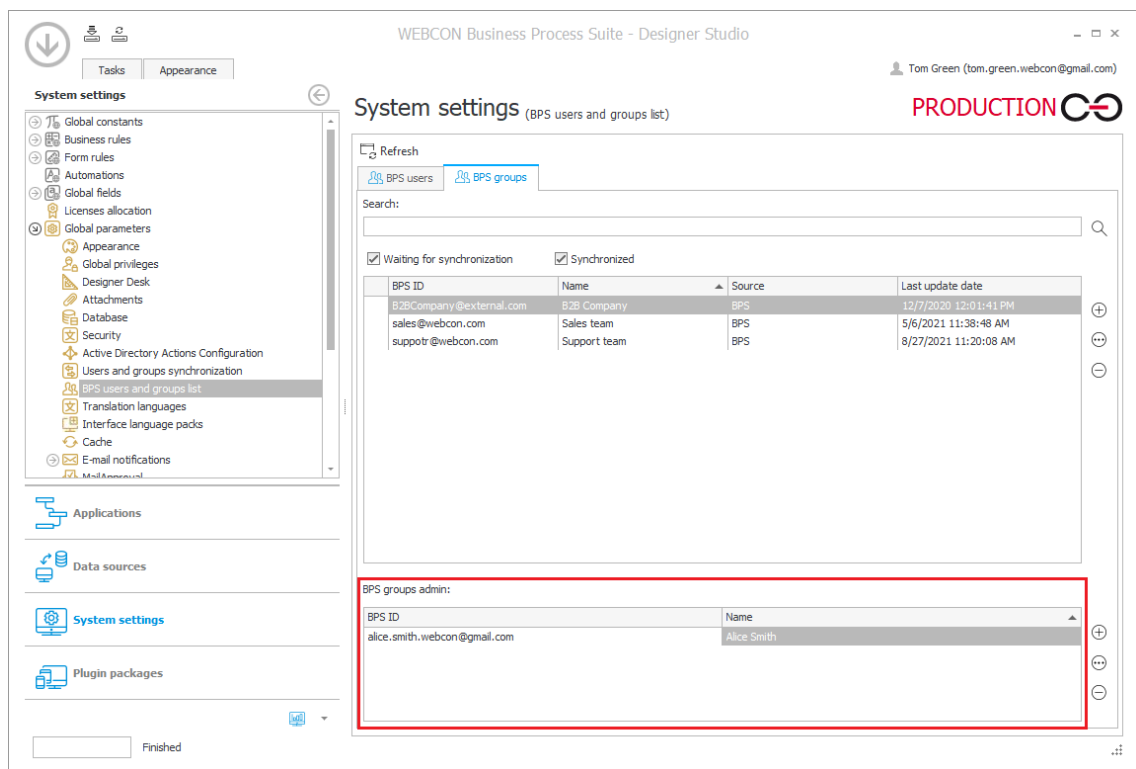 WEBCON Business Process Suite - Designer Studio
Tasks Appearance
Tom Green (tom.green.webcon@gmail.com)
System settings
Global constants
Business rules
Form rules
Automations
Global fields
Licenses allocation
Global parameters
Appearance
Global privileges
Designer Desk
Attachments
Database
Security
Active Directory Actions Configuration
Users and groups synchronization
BPS users and groups list
Translation languages
Interface language packs
Cache
E-mail notifications
MailApproval
Applications
Data sources
System settings
Plugin packages
Finished
System settings (BPS users and groups list)
PRODUCTION
Refresh
BPS users BPS groups
Search:
Waiting for synchronization Synchronized
BPS ID Name Source Last update date
B2BCompany@external.com B2B Company BPS 12/7/2020 12:01:41 PM
sales@webcon.com Sales team BPS 5/6/2021 11:38:48 AM
suppotr@webcon.com Support team BPS 8/27/2021 11:20:08 AM
BPS groups admin:
BPS ID Name
alice.smith.webcon@gmail.com Alice Smith